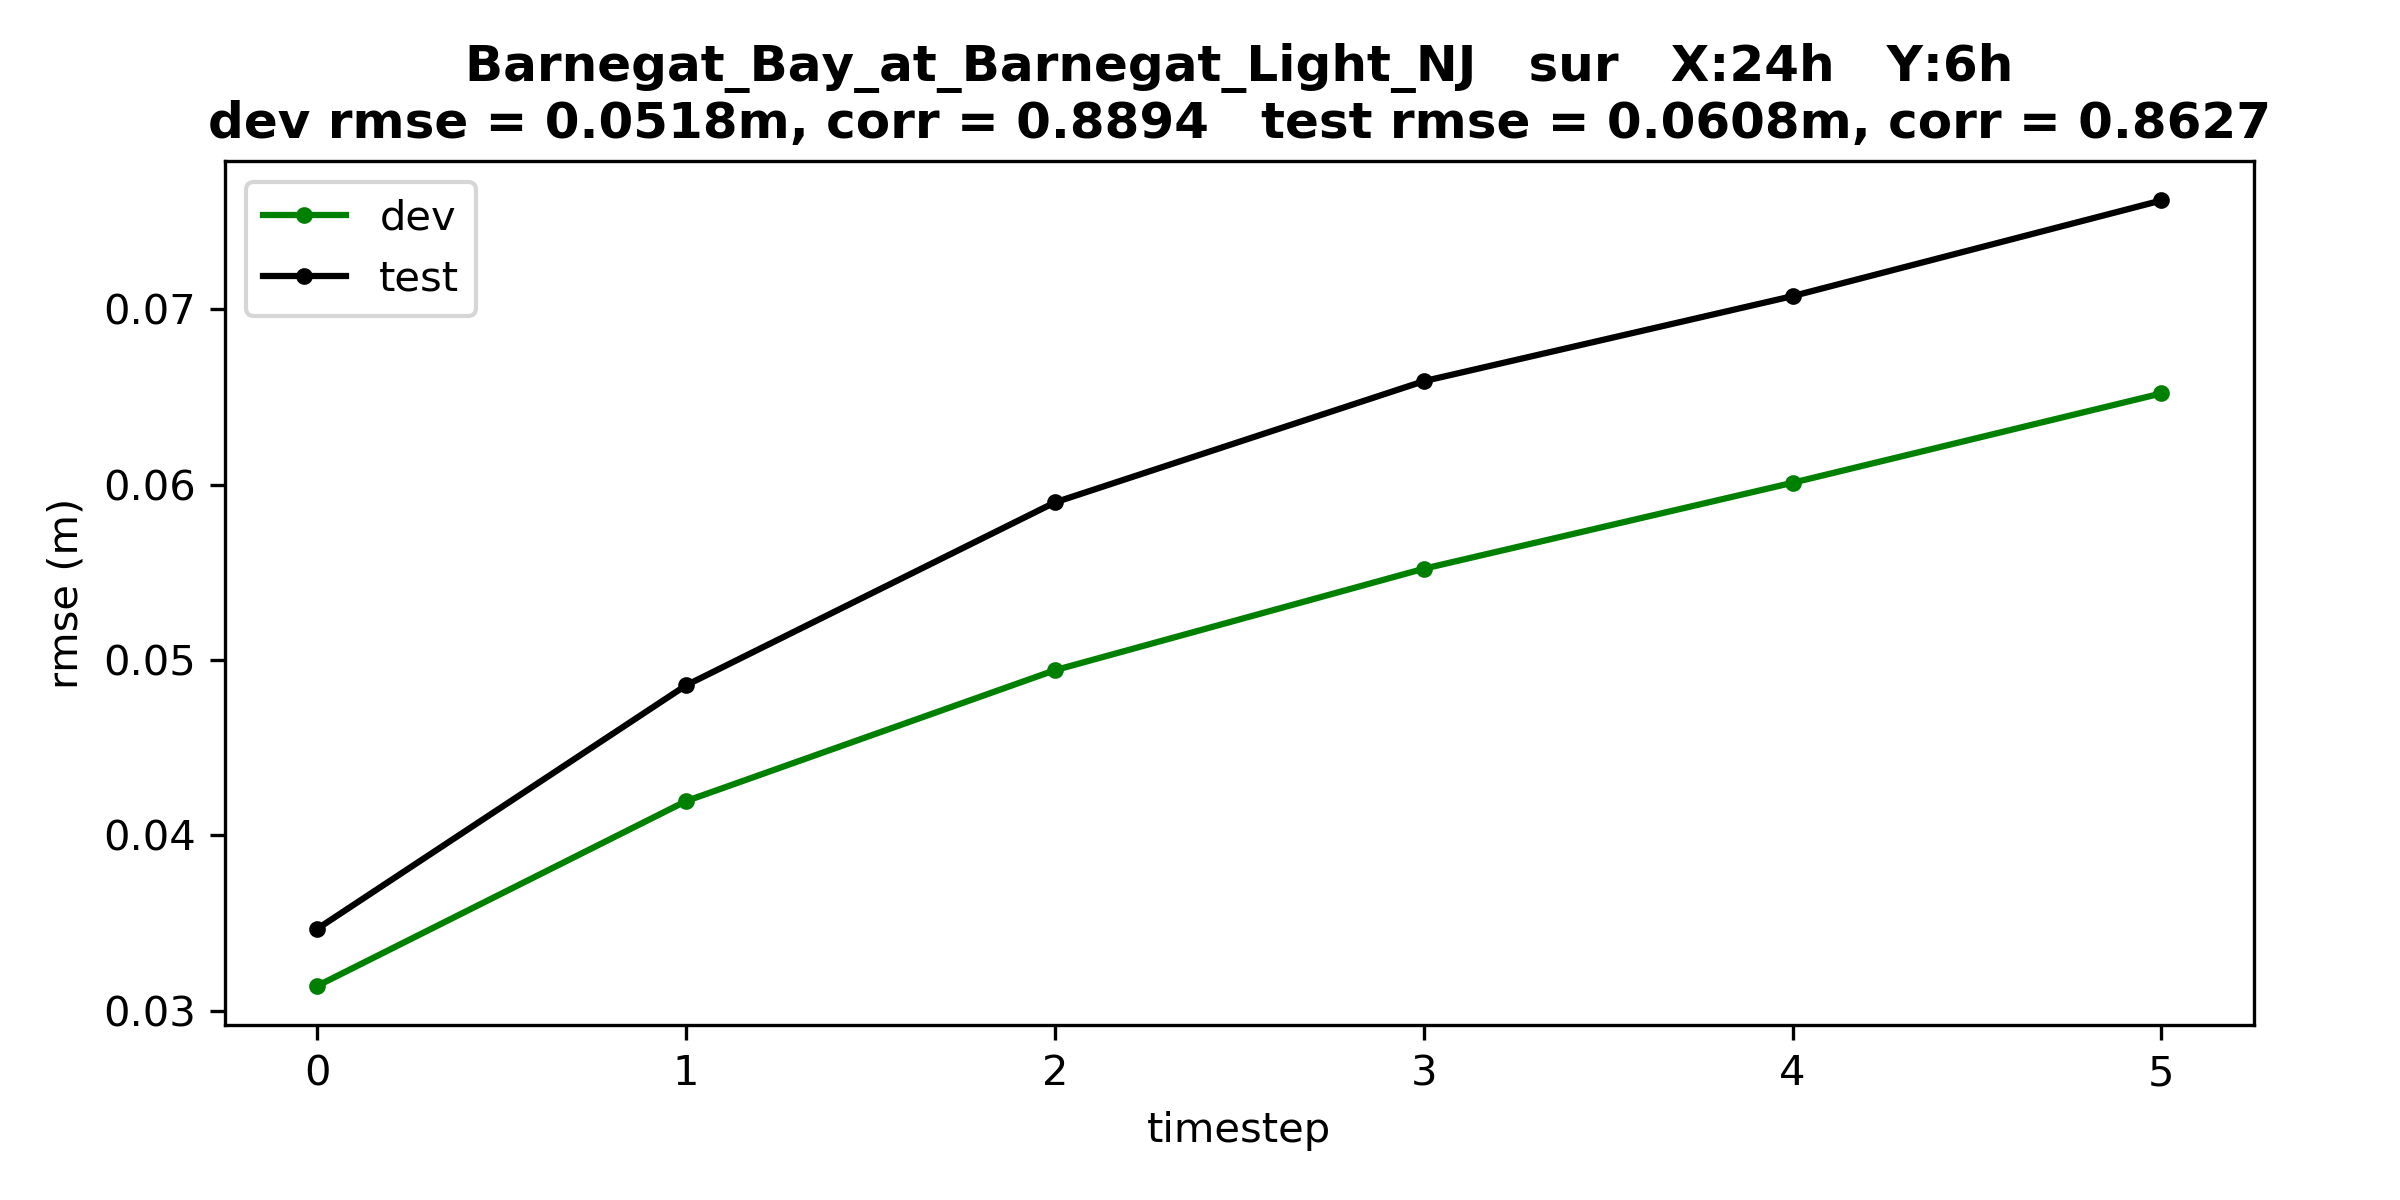 Barnegat_Bay_at_Barnegat_Light_NJ   sur   X:24h   Y:6h
dev rmse = 0.0518m, corr = 0.8894   test rmse = 0.0608m, corr = 0.8627
dev
test
0.07
0.06
0.05
0.04
0.03
rmse (m)
0 1 2 3 4 5
timestep